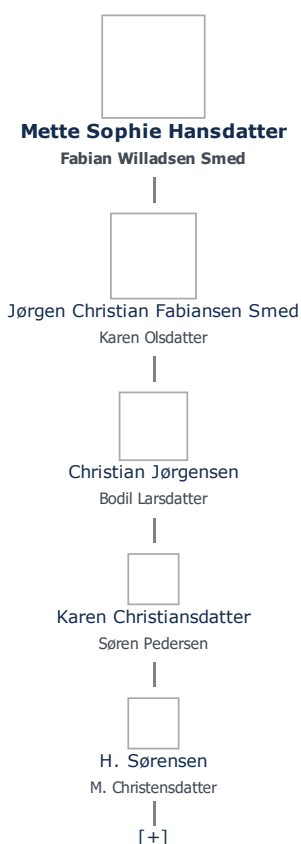 Mette Sophie Hansdatter
Fabian Willadsen Smed
Jørgen Christian Fabiansen Smed
Karen Olsdatter
Christian Jørgensen
Bodil Larsdatter
Karen Christiansdatter
Søren Pedersen
H. Sørensen
M. Christensdatter
[+]